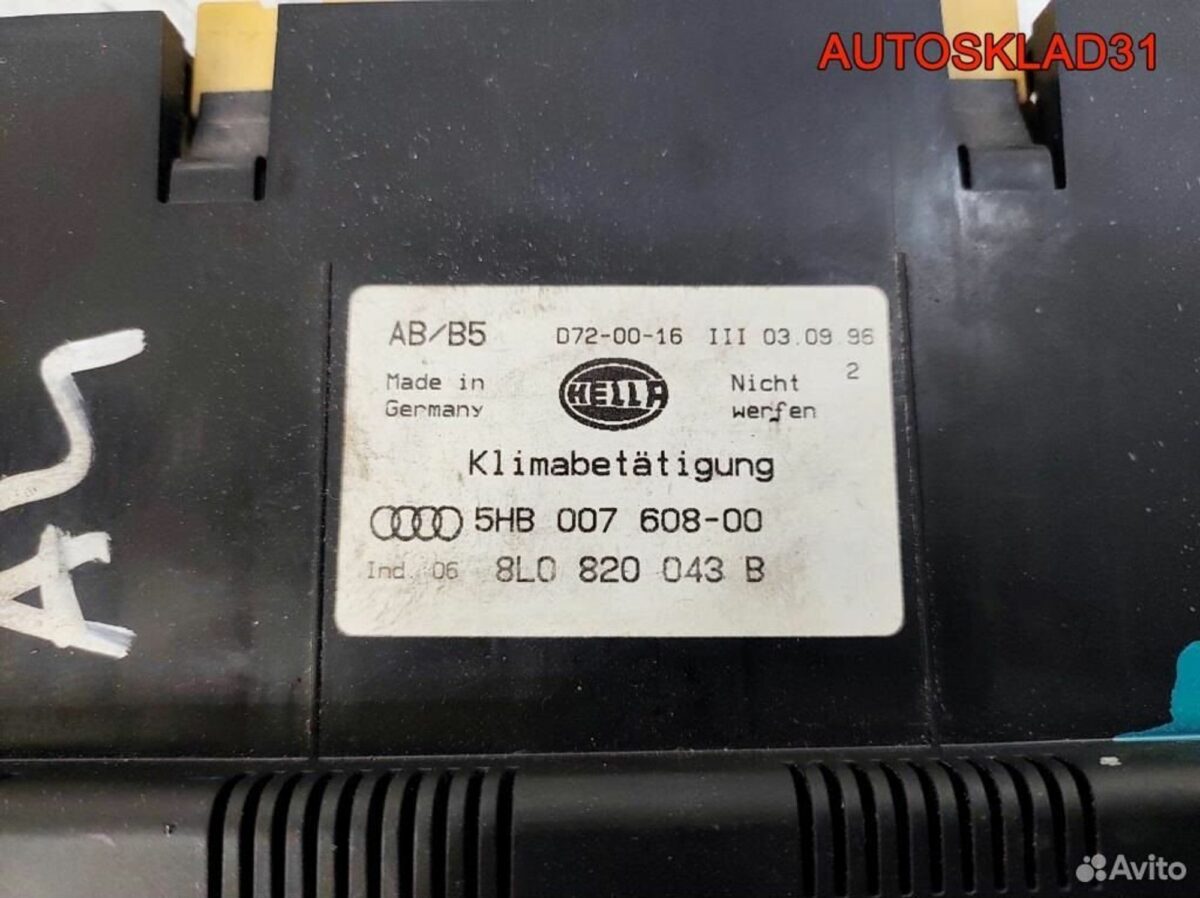 AUTOSKLAD31
AB/B5 D72-00-16 III 03.09.96
Made in Germany
HELLA
Nicht werfen
2
Klimabetätigung
5HB 007 608-00
Ind. 06 8L0 820 043 B
Avito